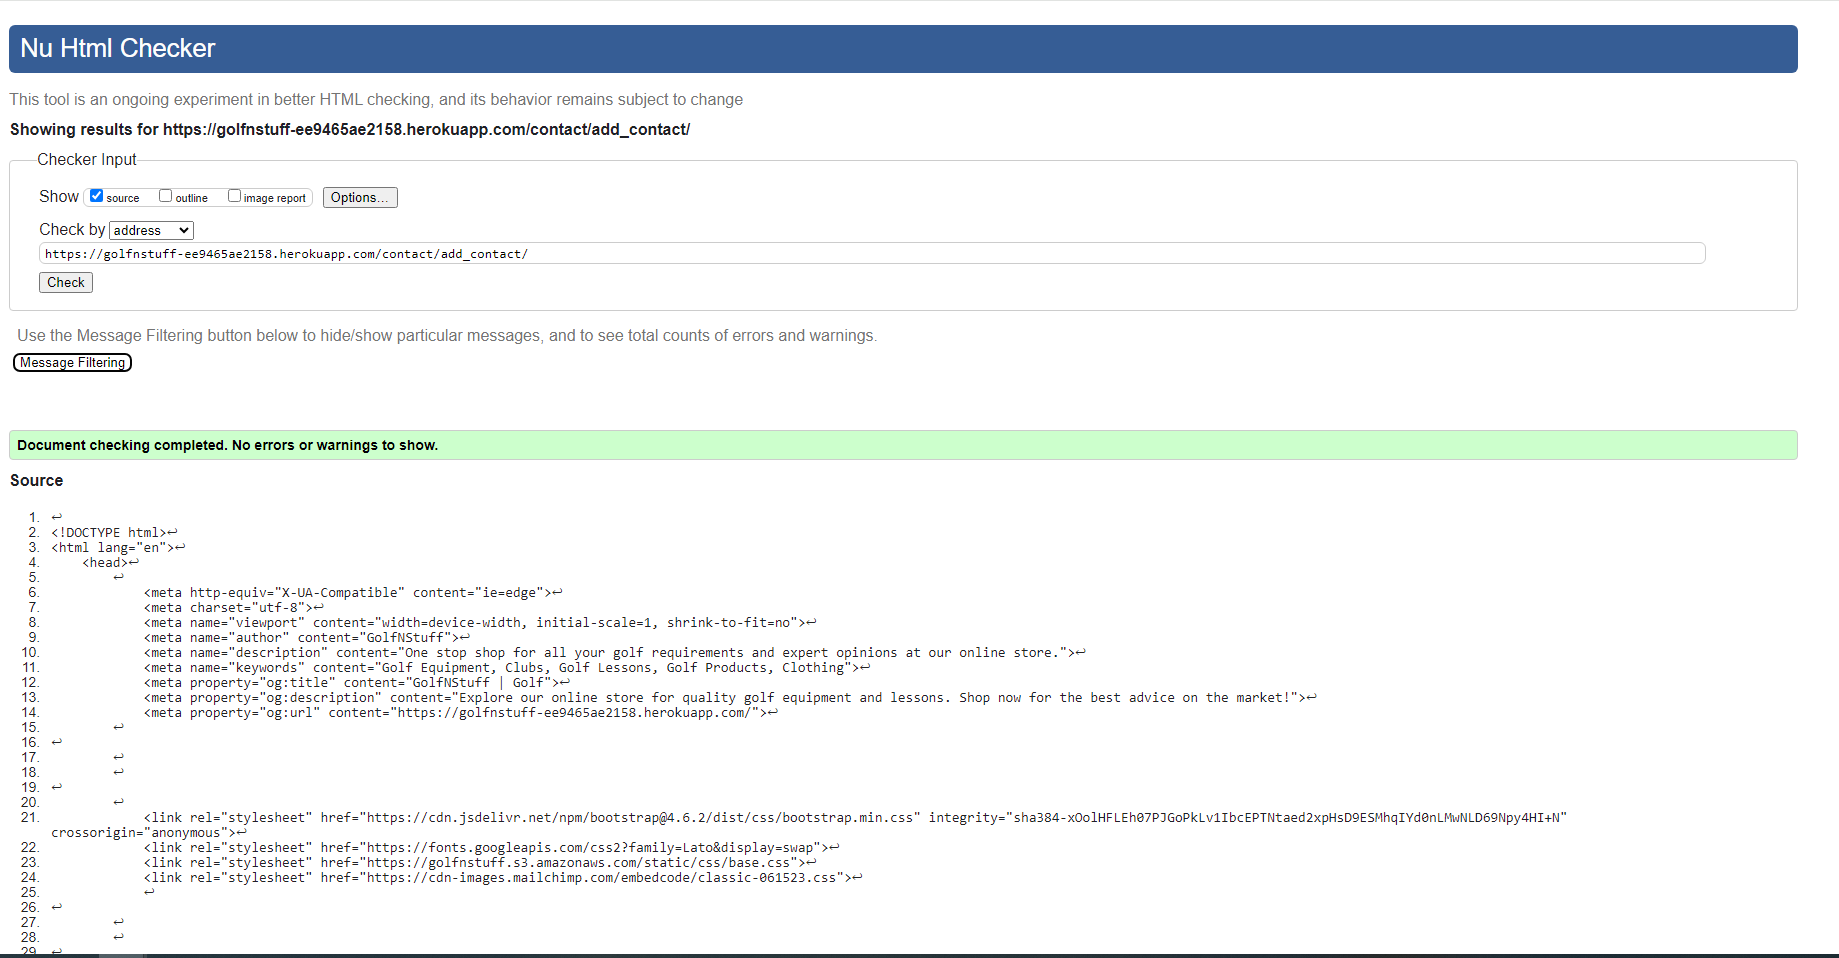 Nu Html Checker
This tool is an ongoing experiment in better HTML checking, and its behavior remains subject to change
Showing results for https://golfnstuff-ee9465ae2158.herokuapp.com/contact/add_contact/
Checker Input
Show source outline image report Options...
Check by address
https://golfnstuff-ee9465ae2158.herokuapp.com/contact/add_contact/
Check
Use the Message Filtering button below to hide/show particular messages, and to see total counts of errors and warnings.
Message Filtering
Document checking completed. No errors or warnings to show.
Source
1. ↩
2. <!DOCTYPE html>↩
3. <html lang="en">↩
4. <head>↩
5. ↩
6. <meta http-equiv="X-UA-Compatible" content="ie=edge">↩
7. <meta charset="utf-8">↩
8. <meta name="viewport" content="width=device-width, initial-scale=1, shrink-to-fit=no">↩
9. <meta name="author" content="GolfNStuff">↩
10. <meta name="description" content="One stop shop for all your golf requirements and expert opinions at our online store.">↩
11. <meta name="keywords" content="Golf Equipment, Clubs, Golf Lessons, Golf Products, Clothing">↩
12. <meta property="og:title" content="GolfNStuff | Golf">↩
13. <meta property="og:description" content="Explore our online store for quality golf equipment and lessons. Shop now for the best advice on the market!">↩
14. <meta property="og:url" content="https://golfnstuff-ee9465ae2158.herokuapp.com/">↩
15. ↩
16. ↩
17. ↩
18. ↩
19. ↩
20. ↩
21. <link rel="stylesheet" href="https://cdn.jsdelivr.net/npm/bootstrap@4.6.2/dist/css/bootstrap.min.css" integrity="sha384-xOolHFLEh07PJGoPkLv1IbcEPTNtaed2xpHsD9ESMhqIYd0nLMwNLD69Npy4HI+N"
crossorigin="anonymous">↩
22. <link rel="stylesheet" href="https://fonts.googleapis.com/css2?family=Lato&display=swap">↩
23. <link rel="stylesheet" href="https://golfnstuff.s3.amazonaws.com/static/css/base.css">↩
24. <link rel="stylesheet" href="https://cdn-images.mailchimp.com/embedcode/classic-061523.css">↩
25. ↩
26. ↩
27. ↩
28. ↩
29. ↩